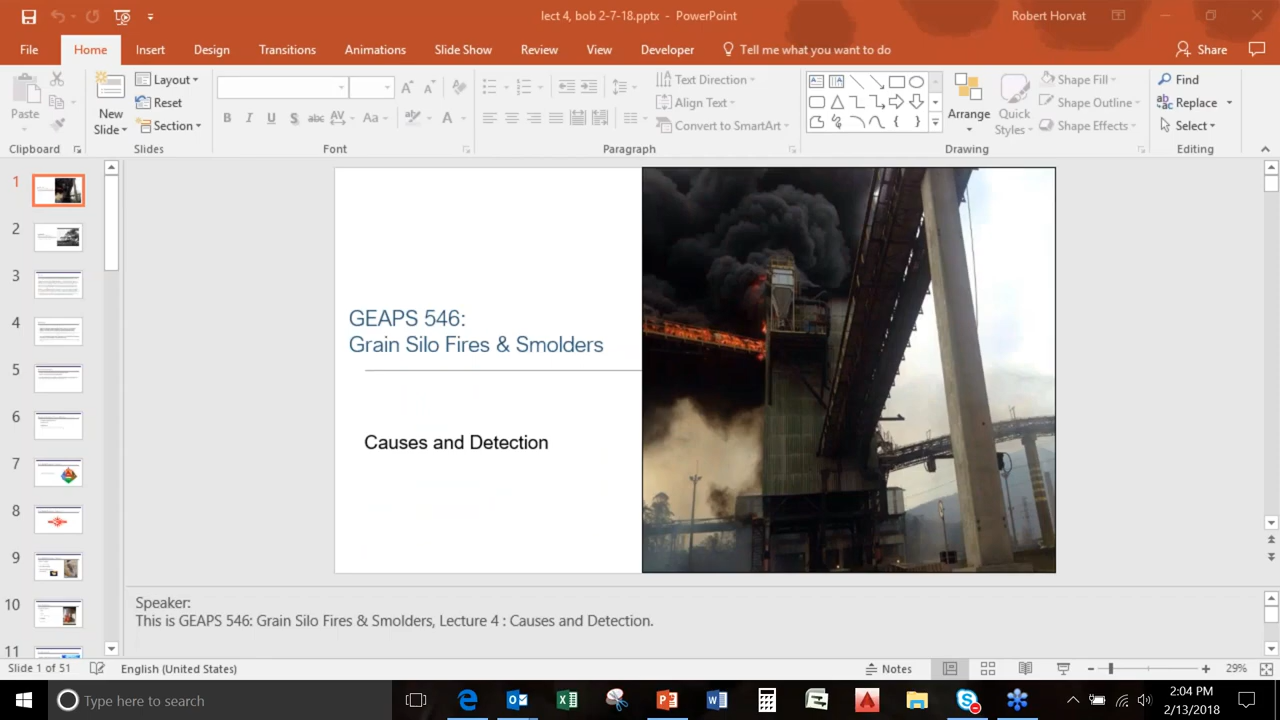 lect 4, bob 2-7-18.pptx - PowerPoint
Robert Horvat
File Home Insert Design Transitions Animations Slide Show Review View Developer Tell me what you want to do Share
Paste
New Slide
Layout
Reset
Section
B I U S abc AV Aa A
A A
Text Direction
Align Text
Convert to SmartArt
Arrange
Quick Styles
Shape Fill
Shape Outline
Shape Effects
Find
Replace
Select
Clipboard Slides Font Paragraph Drawing Editing
1
2
3
4
5
6
7
8
9
10
11
GEAPS 546:
Grain Silo Fires & Smolders
Causes and Detection
Speaker:
This is GEAPS 546: Grain Silo Fires & Smolders, Lecture 4 : Causes and Detection.
Slide 1 of 51 English (United States) Notes 29%
Type here to search
2:04 PM
2/13/2018